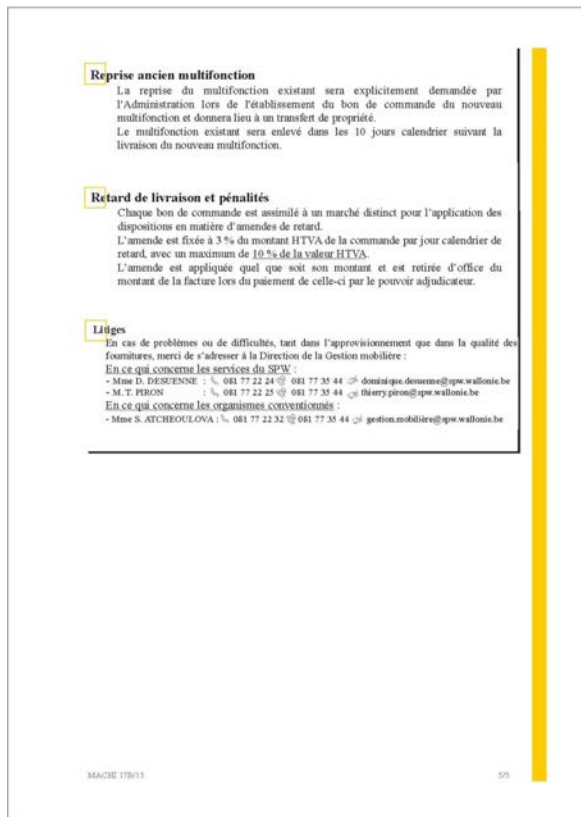 Reprise ancien multifonction
La reprise du multifonction existant sera explicitement demandée par
l'Administration lors de l'établissement du bon de commande du nouveau
multifonction et donnera lieu à un transfert de propriété.
Le multifonction existant sera enlevé dans les 10 jours calendrier suivant la
livraison du nouveau multifonction.
Retard de livraison et pénalités
Chaque bon de commande est assimilé à un marché distinct pour l'application des
dispositions en matière d'amendes de retard.
L'amende est fixée à 3 % du montant HTVA de la commande par jour calendrier de
retard, avec un maximum de 10 % de la valeur HTVA.
L'amende est appliquée quel que soit son montant et est retirée d'office du
montant de la facture lors du paiement de celle-ci par le pouvoir adjudicateur.
Litiges
En cas de problèmes ou de difficultés, tant dans l'approvisionnement que dans la qualité des
fournitures, merci de s'adresser à la Direction de la Gestion mobilière :
En ce qui concerne les services du SPW :
- Mme D. DESUENNE : 081 77 22 24 081 77 35 44 dominique.desuenne@spw.wallonie.be
- M. T. PIRON : 081 77 22 25 081 77 35 44 thierry.piron@spw.wallonie.be
En ce qui concerne les organismes conventionnés :
- Mme S. ATCHEOULOVA : 081 77 22 32 081 77 35 44 gestion.mobilière@spw.wallonie.be
MACHI 17B/15 5/5